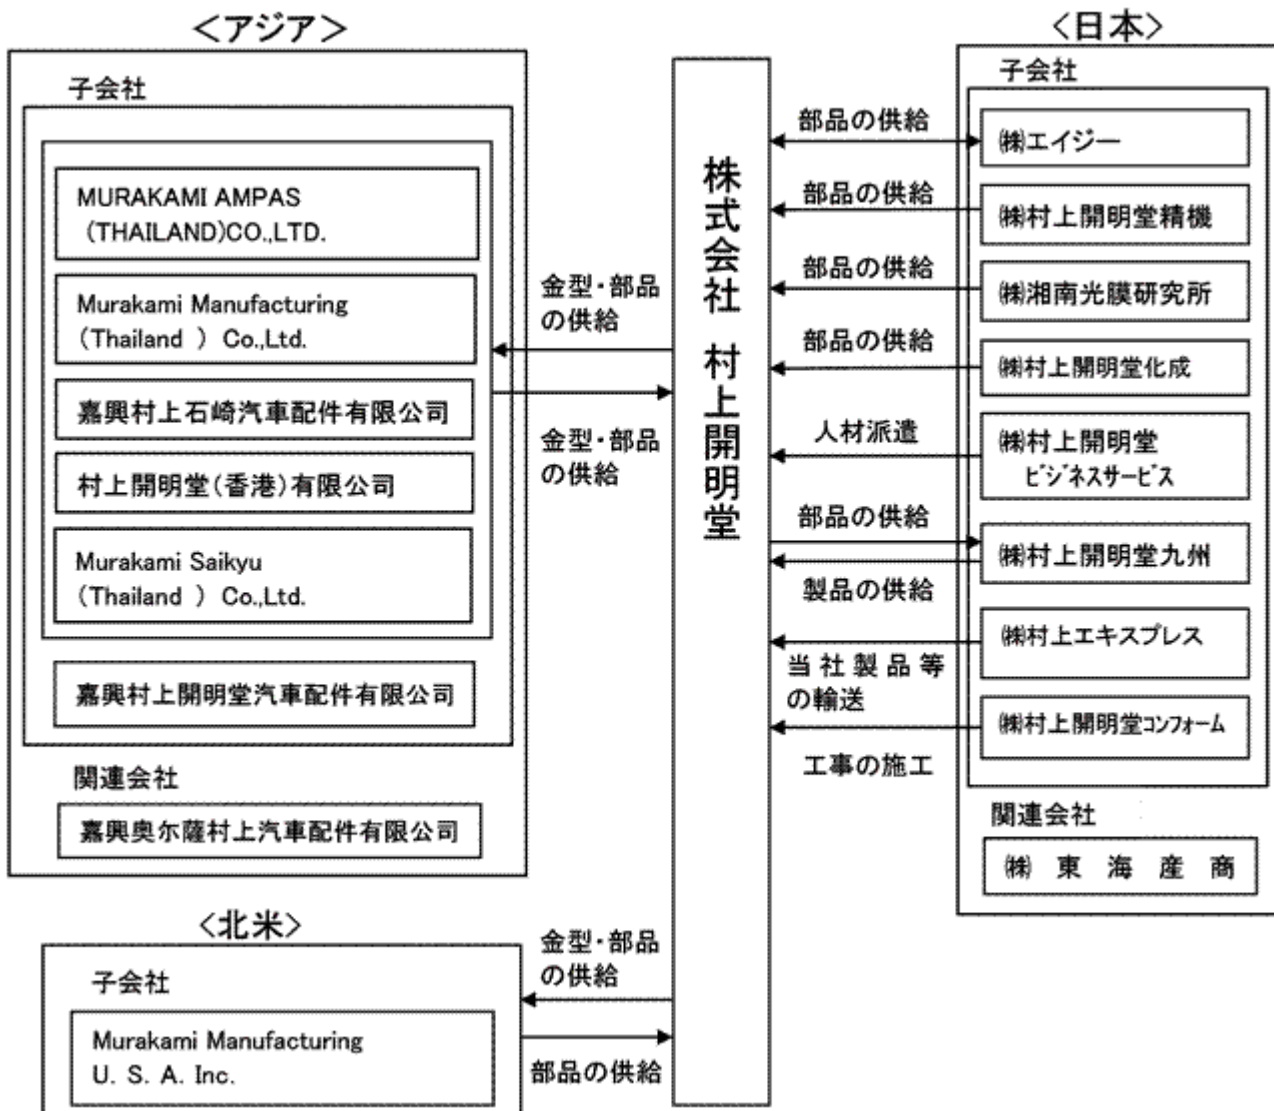 ＜アジア＞
子会社
MURAKAMI AMPAS
(THAILAND)CO.,LTD.
Murakami Manufacturing
(Thailand ) Co.,Ltd.
嘉興村上石崎汽車配件有限公司
村上開明堂(香港)有限公司
Murakami Saikyu
(Thailand ) Co.,Ltd.
嘉興村上開明堂汽車配件有限公司
関連会社
嘉興奥尓薩村上汽車配件有限公司
＜北米＞
子会社
Murakami Manufacturing
U. S. A. Inc.
金型・部品
の供給
金型・部品
の供給
金型・部品
の供給
部品の供給
株式会社 村上開明堂
部品の供給
部品の供給
部品の供給
部品の供給
人材派遣
部品の供給
製品の供給
当社製品等
の輸送
工事の施工
＜日本＞
子会社
㈱エイジー
㈱村上開明堂精機
㈱湘南光膜研究所
㈱村上開明堂化成
㈱村上開明堂
ﾋﾞｼﾞﾈｽｻｰﾋﾞｽ
㈱村上開明堂九州
㈱村上エキスプレス
㈱村上開明堂ｺﾝﾌｫｰﾑ
関連会社
㈱ 東 海 産 商